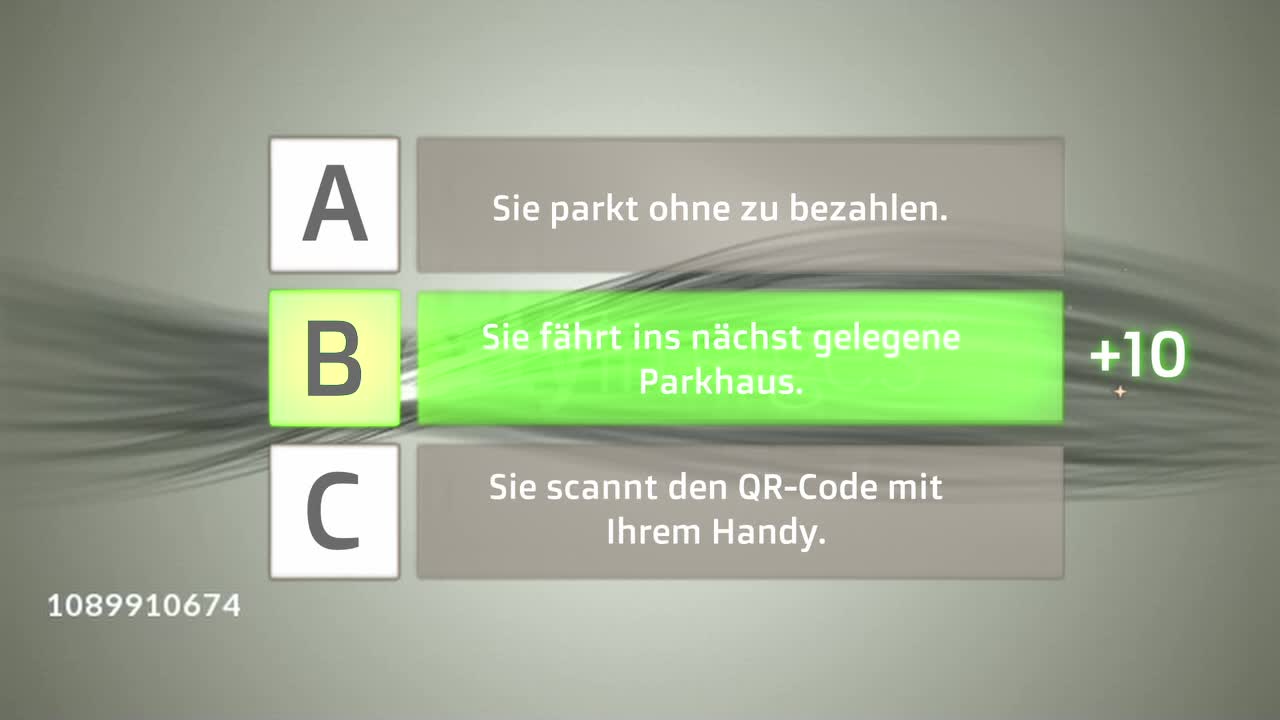 A
Sie parkt ohne zu bezahlen.
B
Sie fährt ins nächst gelegene
Parkhaus.
+10
C
Sie scannt den QR-Code mit
Ihrem Handy.
1089910674